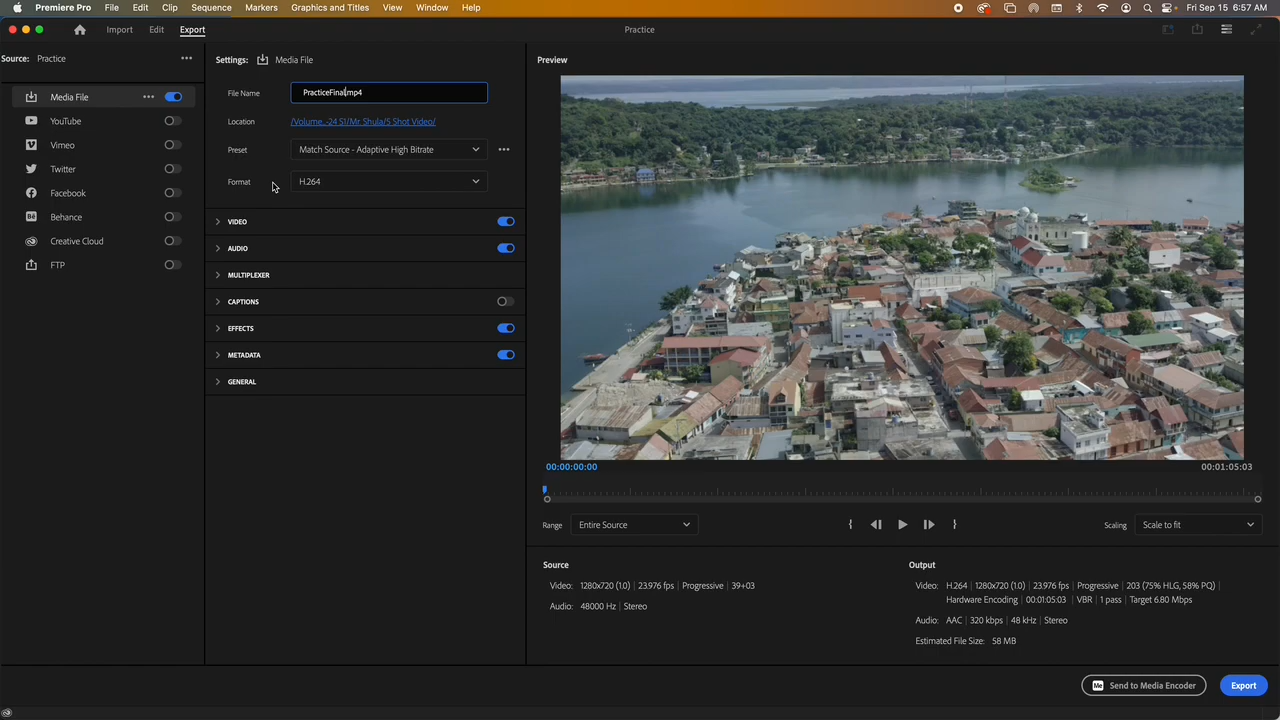 Premiere Pro File Edit Clip Sequence Markers Graphics and Titles View Window Help Fri Sep 15 6:57 AM
Import Edit Export Practice
Source: Practice
Media File
YouTube
Vimeo
Twitter
Facebook
Behance
Creative Cloud
FTP
Settings: Media File
File Name PracticeFinal.mp4
Location /Volume...-24 S1/Mr. Shula/5 Shot Video/
Preset Match Source - Adaptive High Bitrate
Format H.264
VIDEO
AUDIO
MULTIPLEXER
CAPTIONS
EFFECTS
METADATA
GENERAL
Preview
00:00:00:00 00:01:05:03
Range Entire Source Scaling Scale to fit
Source
Video: 1280x720 (1.0) | 23.976 fps | Progressive | 39+03
Audio: 48000 Hz | Stereo
Output
Video: H.264 | 1280x720 (1.0) | 23.976 fps | Progressive | 203 (75% HLG, 58% PQ) |
Hardware Encoding | 00:01:05:03 | VBR | 1 pass | Target 6.80 Mbps
Audio: AAC | 320 kbps | 48 kHz | Stereo
Estimated File Size: 58 MB
Me Send to Media Encoder Export